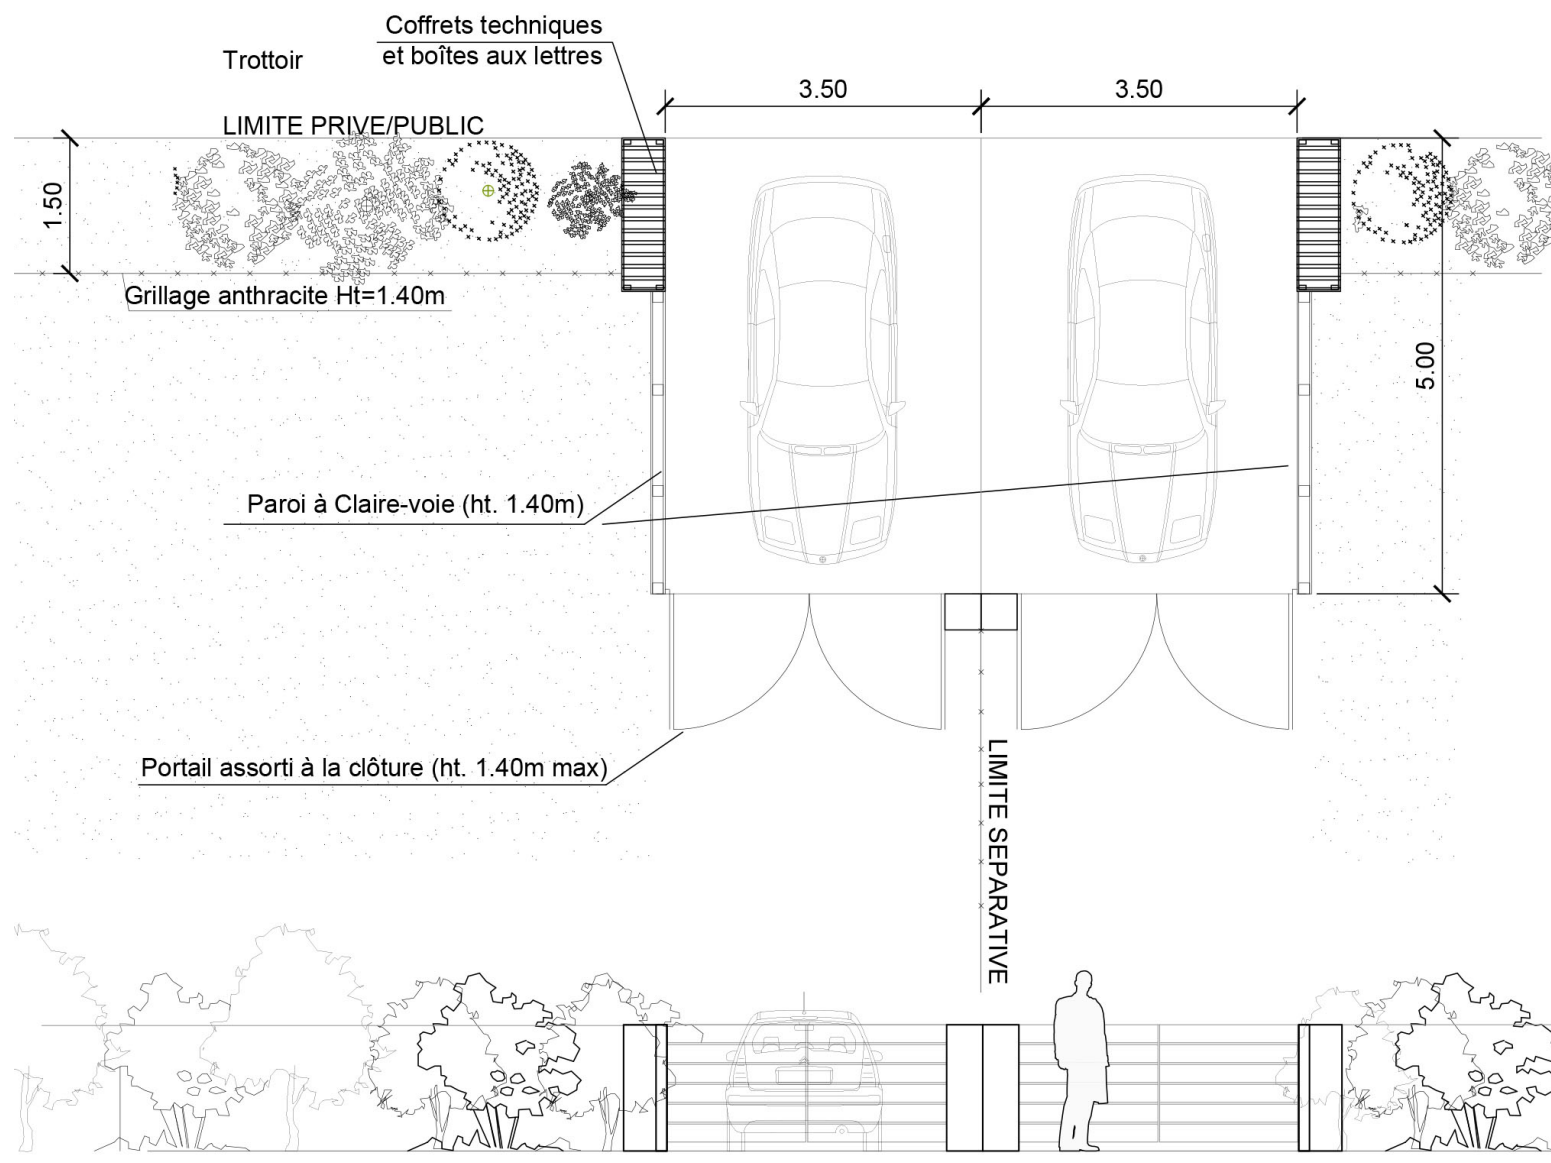 Coffrets techniques
et boîtes aux lettres
Trottoir
3.50
3.50
LIMITE PRIVE/PUBLIC
1.50
Grillage anthracite Ht=1.40m
5.00
Paroi à Claire-voie (ht. 1.40m)
Portail assorti à la clôture (ht. 1.40m max)
LIMITE SEPARATIVE